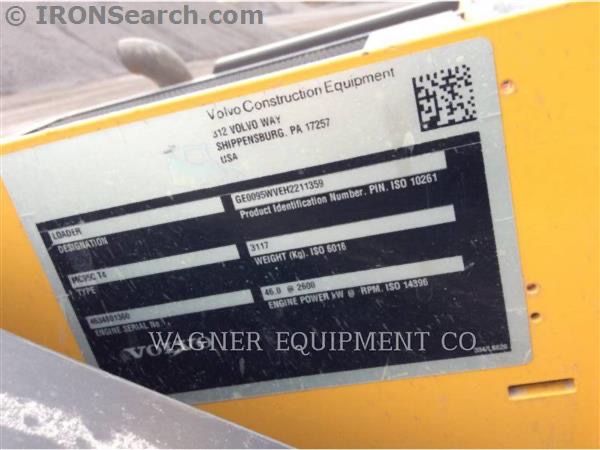 © IRONSearch.com
Volvo Construction Equipment
312 VOLVO WAY
SHIPPENSBURG, PA 17257
USA
LOADER
DESIGNATION
GE0095WVEH2211359
Product Identification Number. PIN. ISO 10261
MC95C T4
TYPE
3117
WEIGHT (Kg). ISO 6016
ENGINE SERIAL No
46.0 @ 2600
ENGINE POWER kW @ RPM. ISO 14396
VOLVO
WAGNER EQUIPMENT CO.